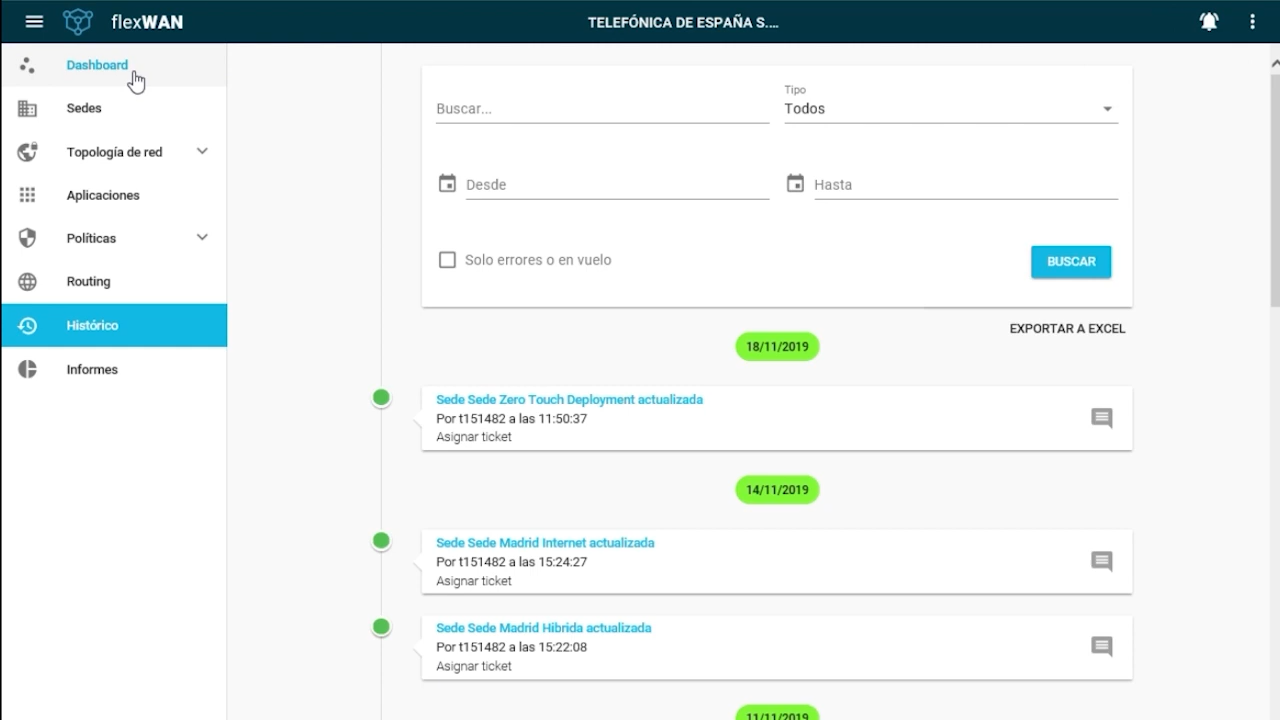 flexWAN
TELEFÓNICA DE ESPAÑA S....
Dashboard
Sedes
Topología de red
Aplicaciones
Políticas
Routing
Histórico
Informes
Buscar...
Tipo
Todos
Desde
Hasta
Solo errores o en vuelo
BUSCAR
EXPORTAR A EXCEL
18/11/2019
Sede Sede Zero Touch Deployment actualizada
Por t151482 a las 11:50:37
Asignar ticket
14/11/2019
Sede Sede Madrid Internet actualizada
Por t151482 a las 15:24:27
Asignar ticket
Sede Sede Madrid Hibrida actualizada
Por t151482 a las 15:22:08
Asignar ticket
11/11/2019